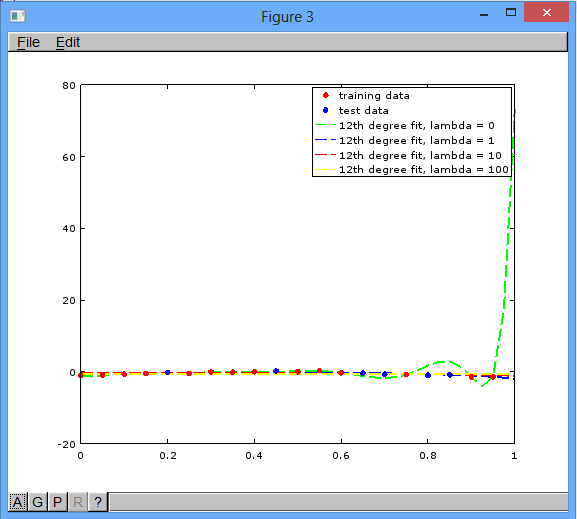 Figure 3
File Edit
80
60
40
20
0
-20
training data
test data
12th degree fit, lambda = 0
12th degree fit, lambda = 1
12th degree fit, lambda = 10
12th degree fit, lambda = 100
0 0.2 0.4 0.6 0.8 1
A G P R ?